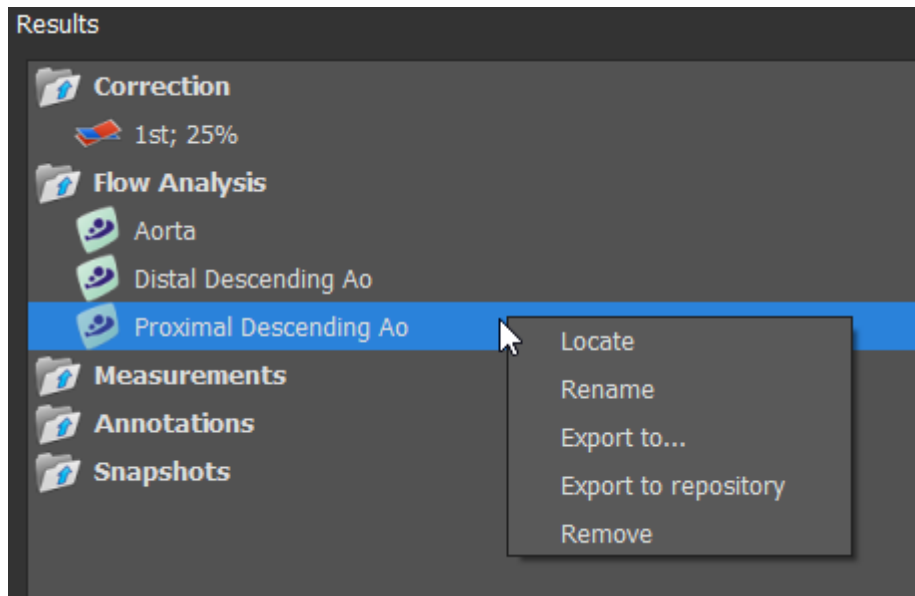 Results
Correction
1st; 25%
Flow Analysis
Aorta
Distal Descending Ao
Proximal Descending Ao
Locate
Measurements
Rename
Annotations
Export to...
Snapshots
Export to repository
Remove